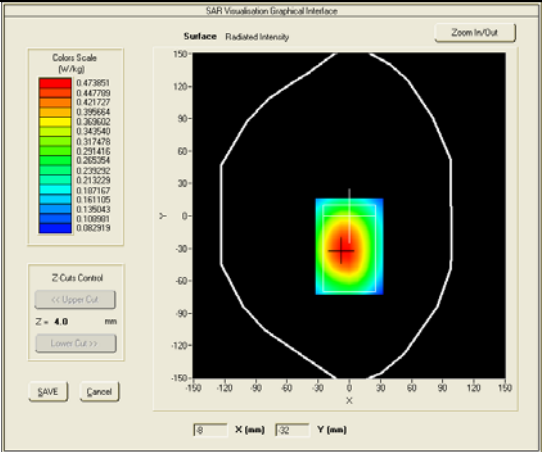 SAR Visualisation Graphical Interface
Surface Radiated Intensity
Zoom In/Out
Colors Scale
(W/kg)
0.473851
0.447789
0.421727
0.395664
0.369602
0.343540
0.317478
0.291416
0.265354
0.239292
0.213229
0.187167
0.161105
0.135043
0.108981
0.082919
Z-Cuts Control
<< Upper Cut
Z = 4.0 mm
Lower Cut >>
SAVE Cancel
150-
120-
90-
60-
30-
Y 0-
-30-
-60-
-90-
-120-
-150-
-150 -120 -90 -60 -30 0 30 60 90 120 150
X
-8 X (mm) -32 Y (mm)